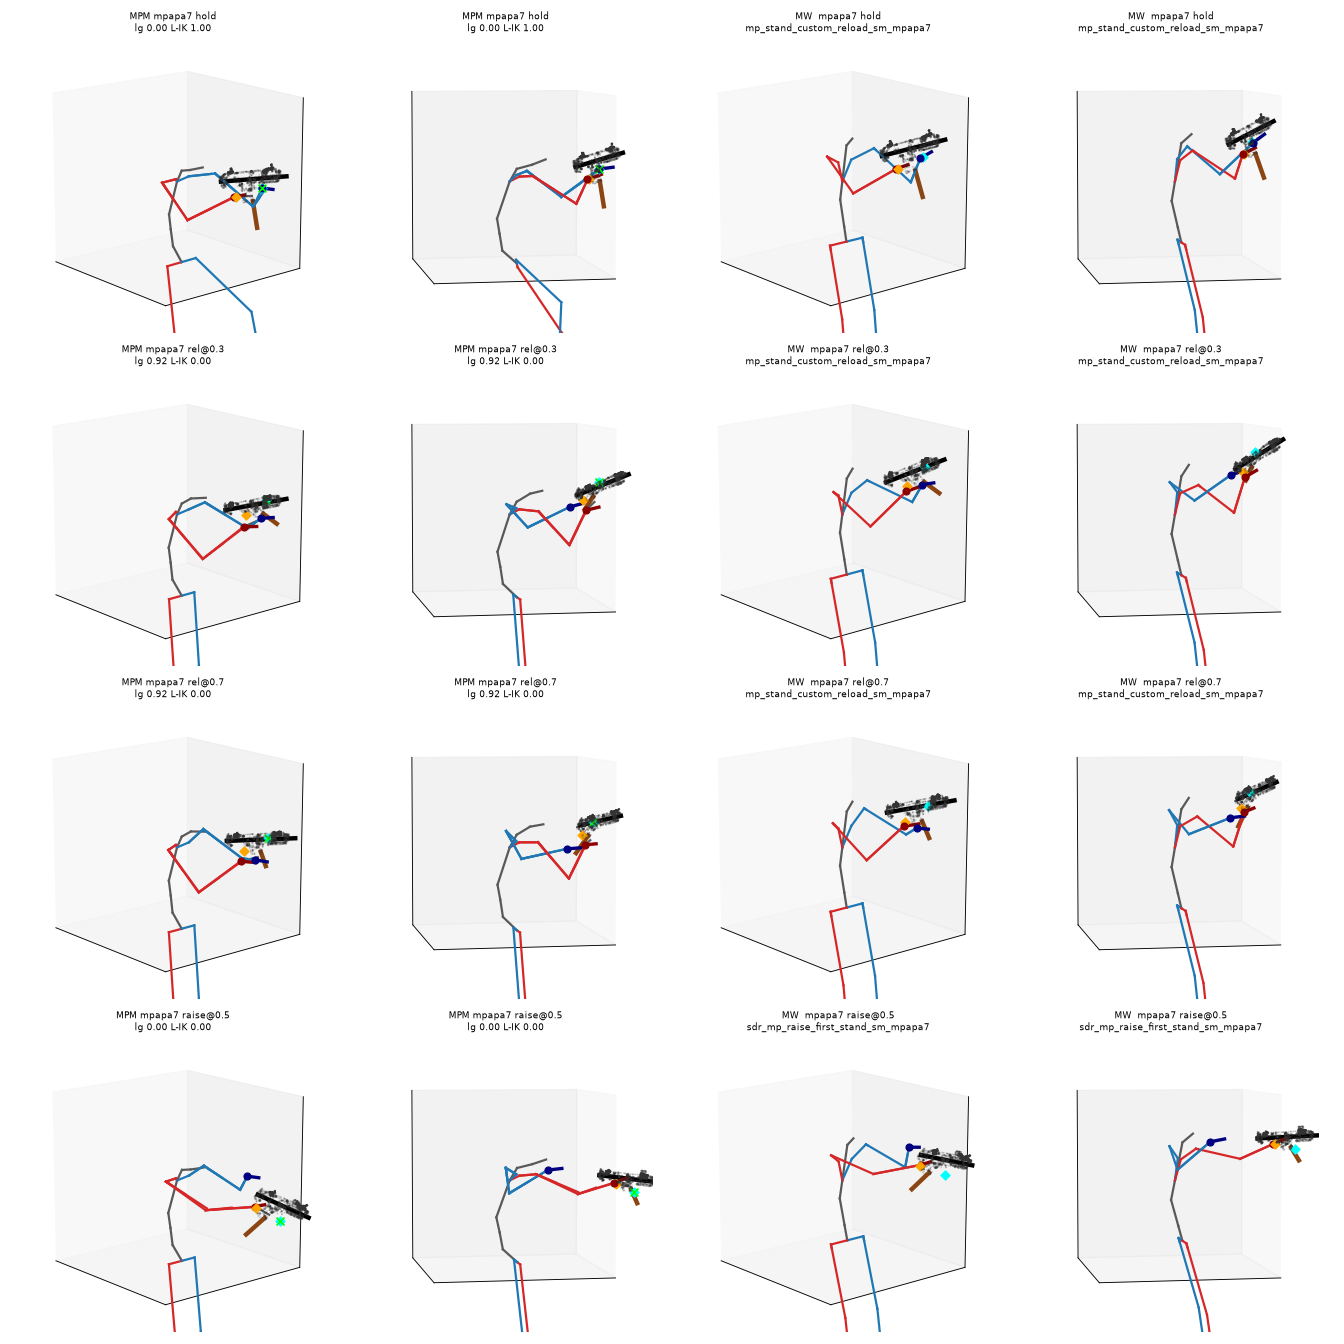 MPM mpapa7 hold
lg 0.00 L-IK 1.00
MPM mpapa7 hold
lg 0.00 L-IK 1.00
MW mpapa7 hold
mp_stand_custom_reload_sm_mpapa7
MW mpapa7 hold
mp_stand_custom_reload_sm_mpapa7
MPM mpapa7 rel@0.3
lg 0.92 L-IK 0.00
MPM mpapa7 rel@0.3
lg 0.92 L-IK 0.00
MW mpapa7 rel@0.3
mp_stand_custom_reload_sm_mpapa7
MW mpapa7 rel@0.3
mp_stand_custom_reload_sm_mpapa7
MPM mpapa7 rel@0.7
lg 0.92 L-IK 0.00
MPM mpapa7 rel@0.7
lg 0.92 L-IK 0.00
MW mpapa7 rel@0.7
mp_stand_custom_reload_sm_mpapa7
MW mpapa7 rel@0.7
mp_stand_custom_reload_sm_mpapa7
MPM mpapa7 raise@0.5
lg 0.00 L-IK 0.00
MPM mpapa7 raise@0.5
lg 0.00 L-IK 0.00
MW mpapa7 raise@0.5
sdr_mp_raise_first_stand_sm_mpapa7
MW mpapa7 raise@0.5
sdr_mp_raise_first_stand_sm_mpapa7